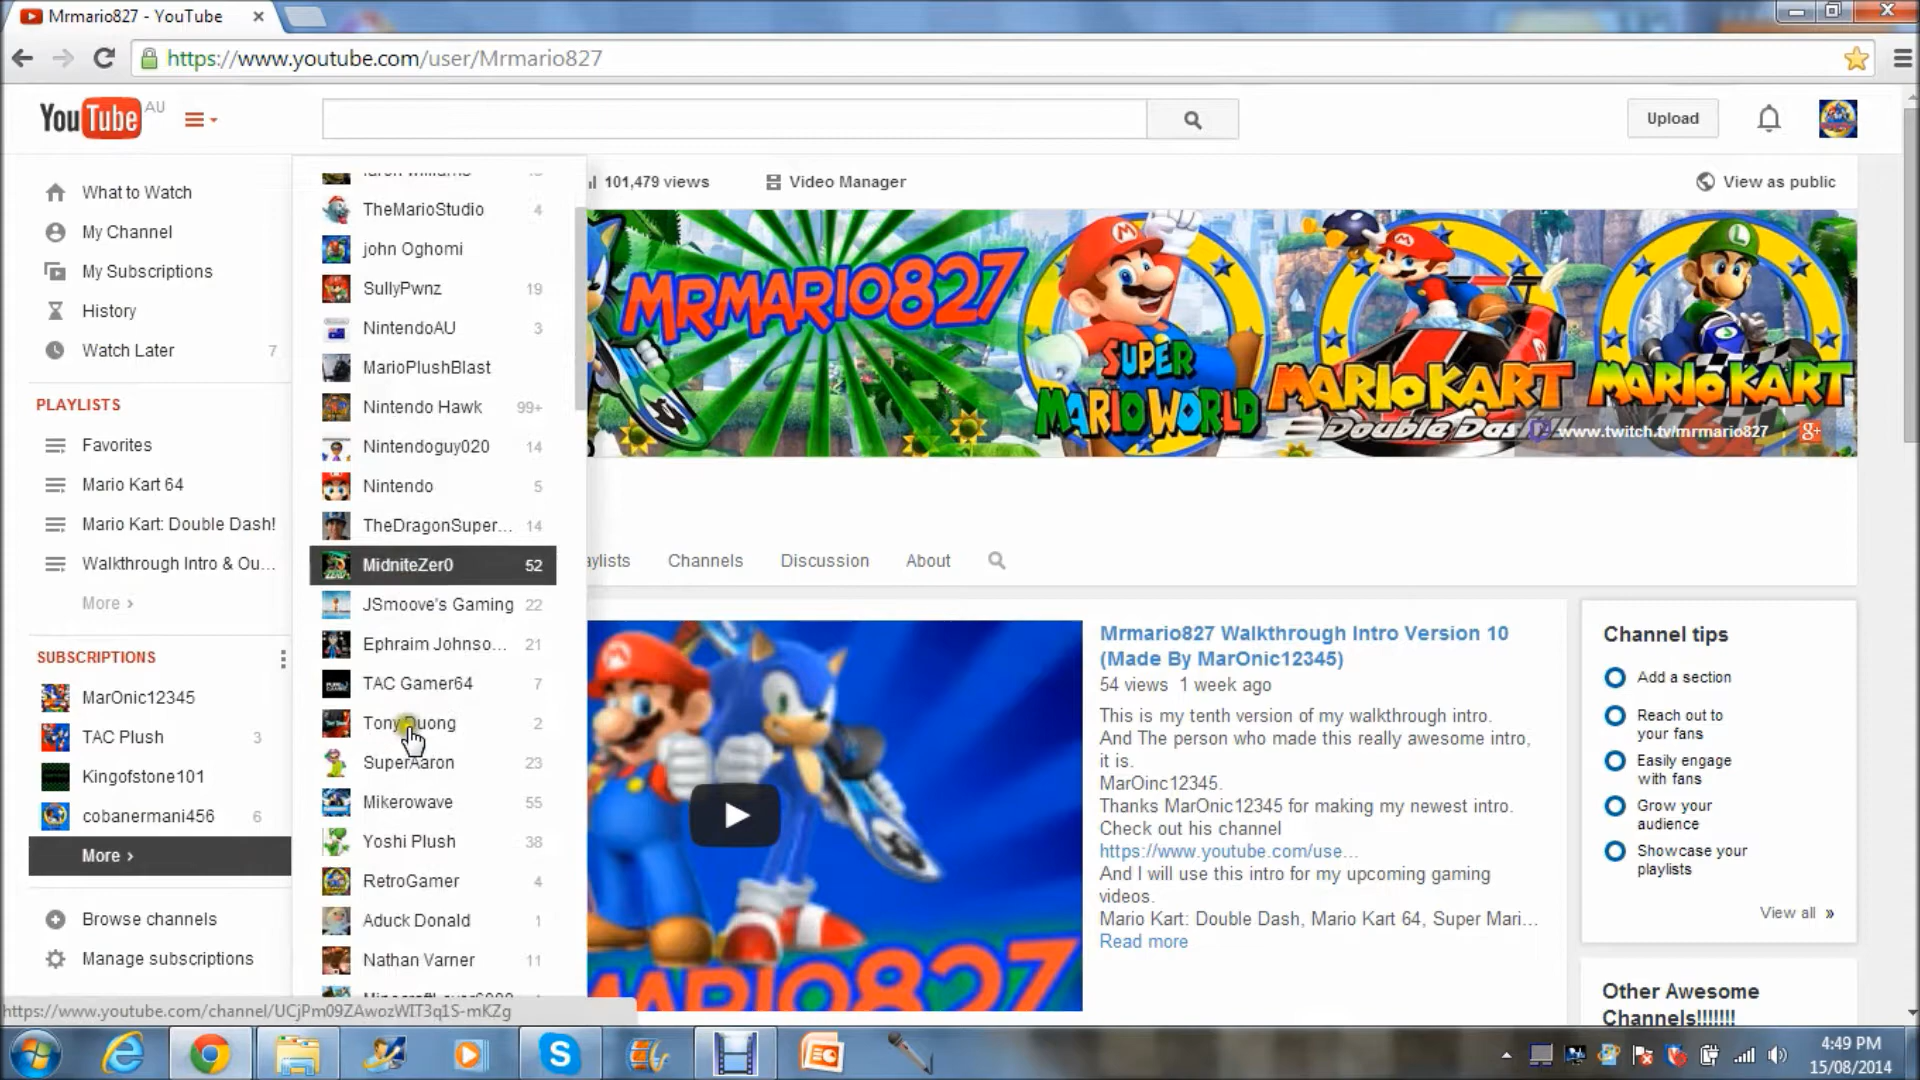 Mrmario827 - YouTube
https://www.youtube.com/user/Mrmario827
YouTube AU
Upload
What to Watch
My Channel
My Subscriptions
History
Watch Later 7
PLAYLISTS
Favorites
Mario Kart 64
Mario Kart: Double Dash!
Walkthrough Intro & Ou...
More ›
SUBSCRIPTIONS
MarOnic12345
TAC Plush 3
Kingofstone101
cobanermani456 6
More ›
Browse channels
Manage subscriptions
TheMarioStudio 4
john Oghomi
SullyPwnz 19
NintendoAU 3
MarioPlushBlast
Nintendo Hawk 99+
Nintendoguy020 14
Nintendo 5
TheDragonSuper... 14
MidniteZer0 52
JSmoove's Gaming 22
Ephraim Johnso... 21
TAC Gamer64 7
Tony Duong 2
SuperAaron 23
Mikerowave 55
Yoshi Plush 38
RetroGamer 4
Aduck Donald 1
Nathan Varner 11
101,479 views
Video Manager
View as public
MRMARIO827
SUPER
MARIO WORLD
MARIO KART
Double Das
MARIO KART
www.twitch.tv/mrmario827
g+
aylists
Channels
Discussion
About
MARIO827
Mrmario827 Walkthrough Intro Version 10
(Made By MarOnic12345)
54 views 1 week ago
This is my tenth version of my walkthrough intro.
And The person who made this really awesome intro,
it is.
MarOinc12345.
Thanks MarOnic12345 for making my newest intro.
Check out his channel
https://www.youtube.com/use...
And I will use this intro for my upcoming gaming
videos.
Mario Kart: Double Dash, Mario Kart 64, Super Mari...
Read more
Channel tips
Add a section
Reach out to
your fans
Easily engage
with fans
Grow your
audience
Showcase your
playlists
View all »
Other Awesome
Channels!!!!!!!
https://www.youtube.com/channel/UCjPm09ZAwozWIT3q1S-mKZg
4:49 PM
15/08/2014